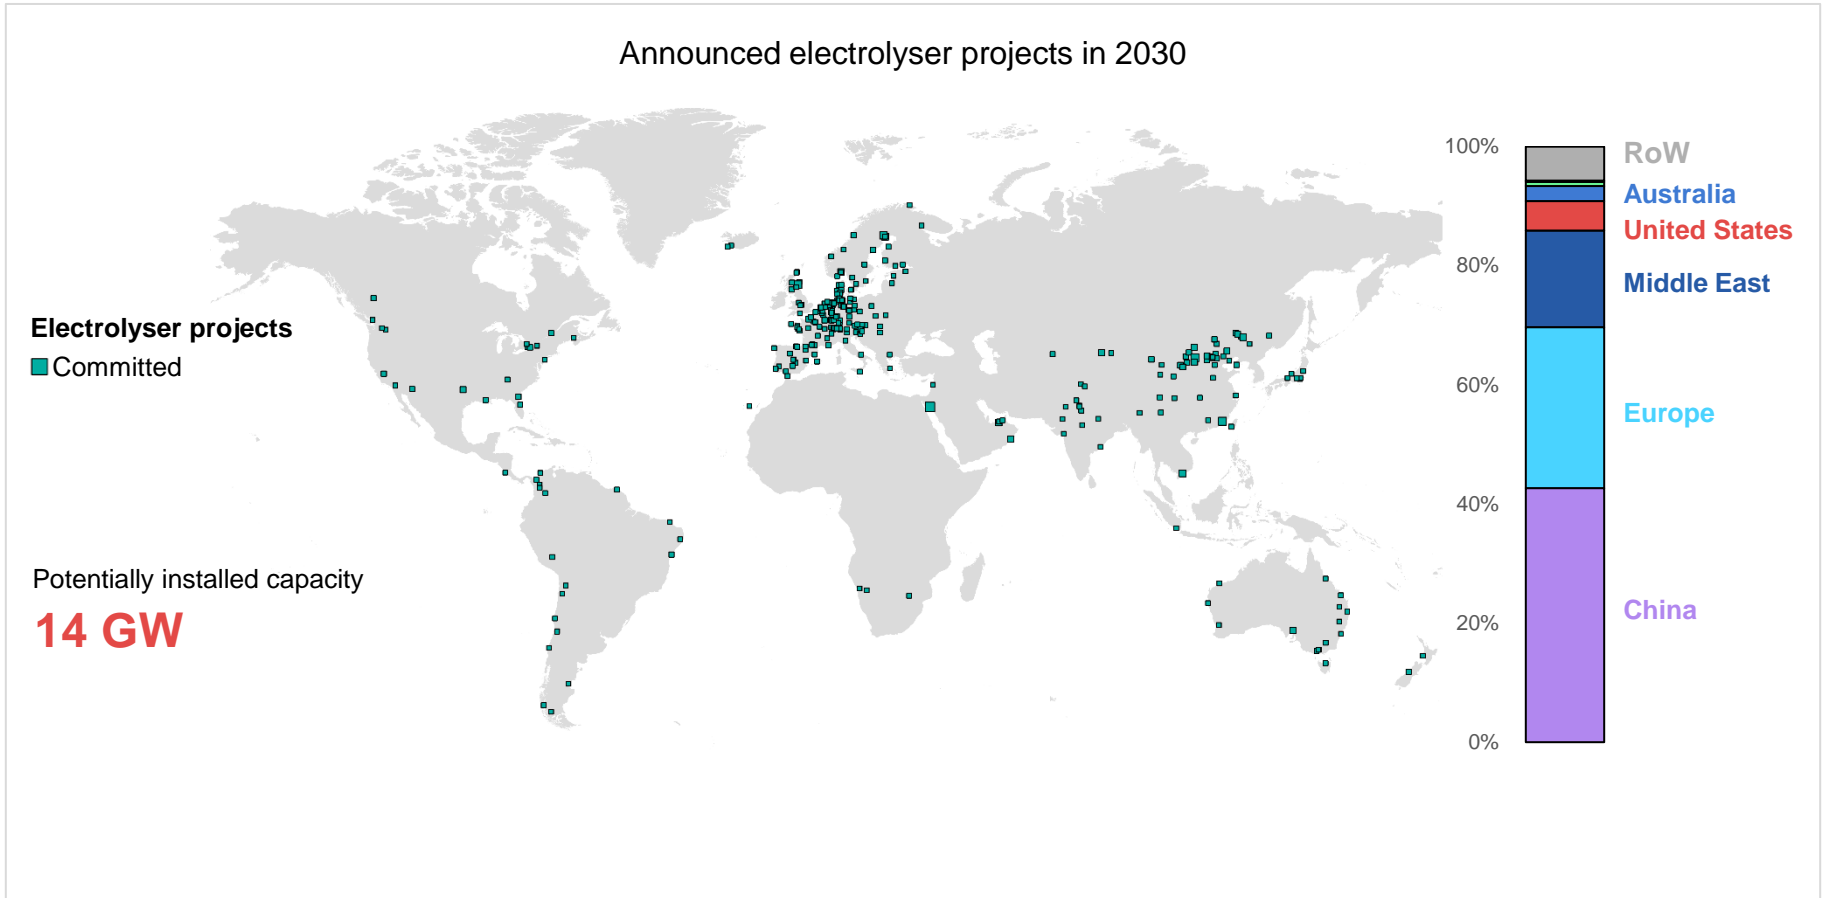 Announced electrolyser projects in 2030
Electrolyser projects
Committed
Potentially installed capacity
14 GW
100%
80%
60%
40%
20%
0%
RoW
Australia
United States
Middle East
Europe
China